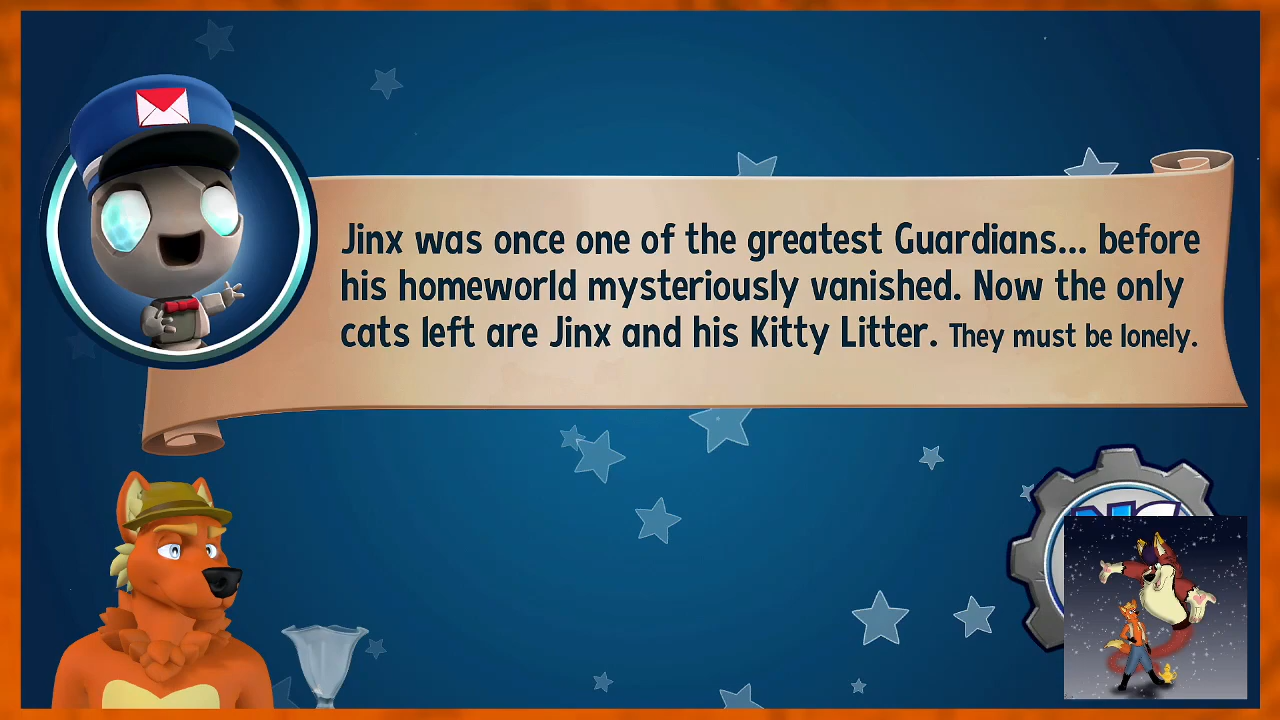 Jinx was once one of the greatest Guardians... before
his homeworld mysteriously vanished. Now the only
cats left are Jinx and his Kitty Litter. They must be lonely.